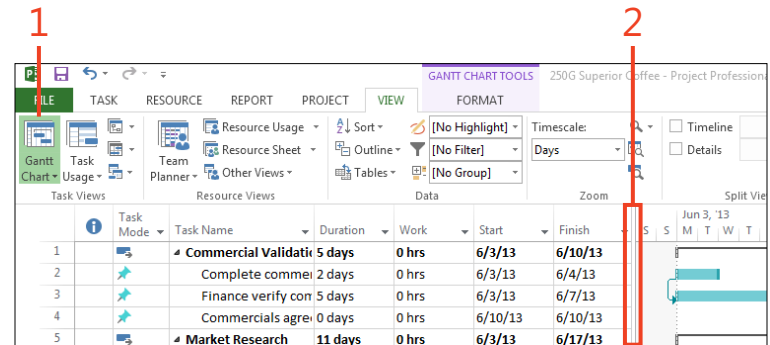 1 2
GANTT CHART TOOLS 250G Superior Coffee - Project Professiona
FILE TASK RESOURCE REPORT PROJECT VIEW FORMAT
Resource Usage Sort [No Highlight] Timescale: Timeline
Gantt Task Team Resource Sheet Outline [No Filter] Days Details
Chart Usage Planner Other Views Tables [No Group]
Task Views Resource Views Data Zoom Split Vie
Task Jun 3, '13
Mode Task Name Duration Work Start Finish S S M T W T
1 Commercial Validatio 5 days 0 hrs 6/3/13 6/10/13
2 Complete commer 2 days 0 hrs 6/3/13 6/4/13
3 Finance verify com 5 days 0 hrs 6/3/13 6/7/13
4 Commercials agree 0 days 0 hrs 6/10/13 6/10/13
5 Market Research 11 days 0 hrs 6/3/13 6/17/13